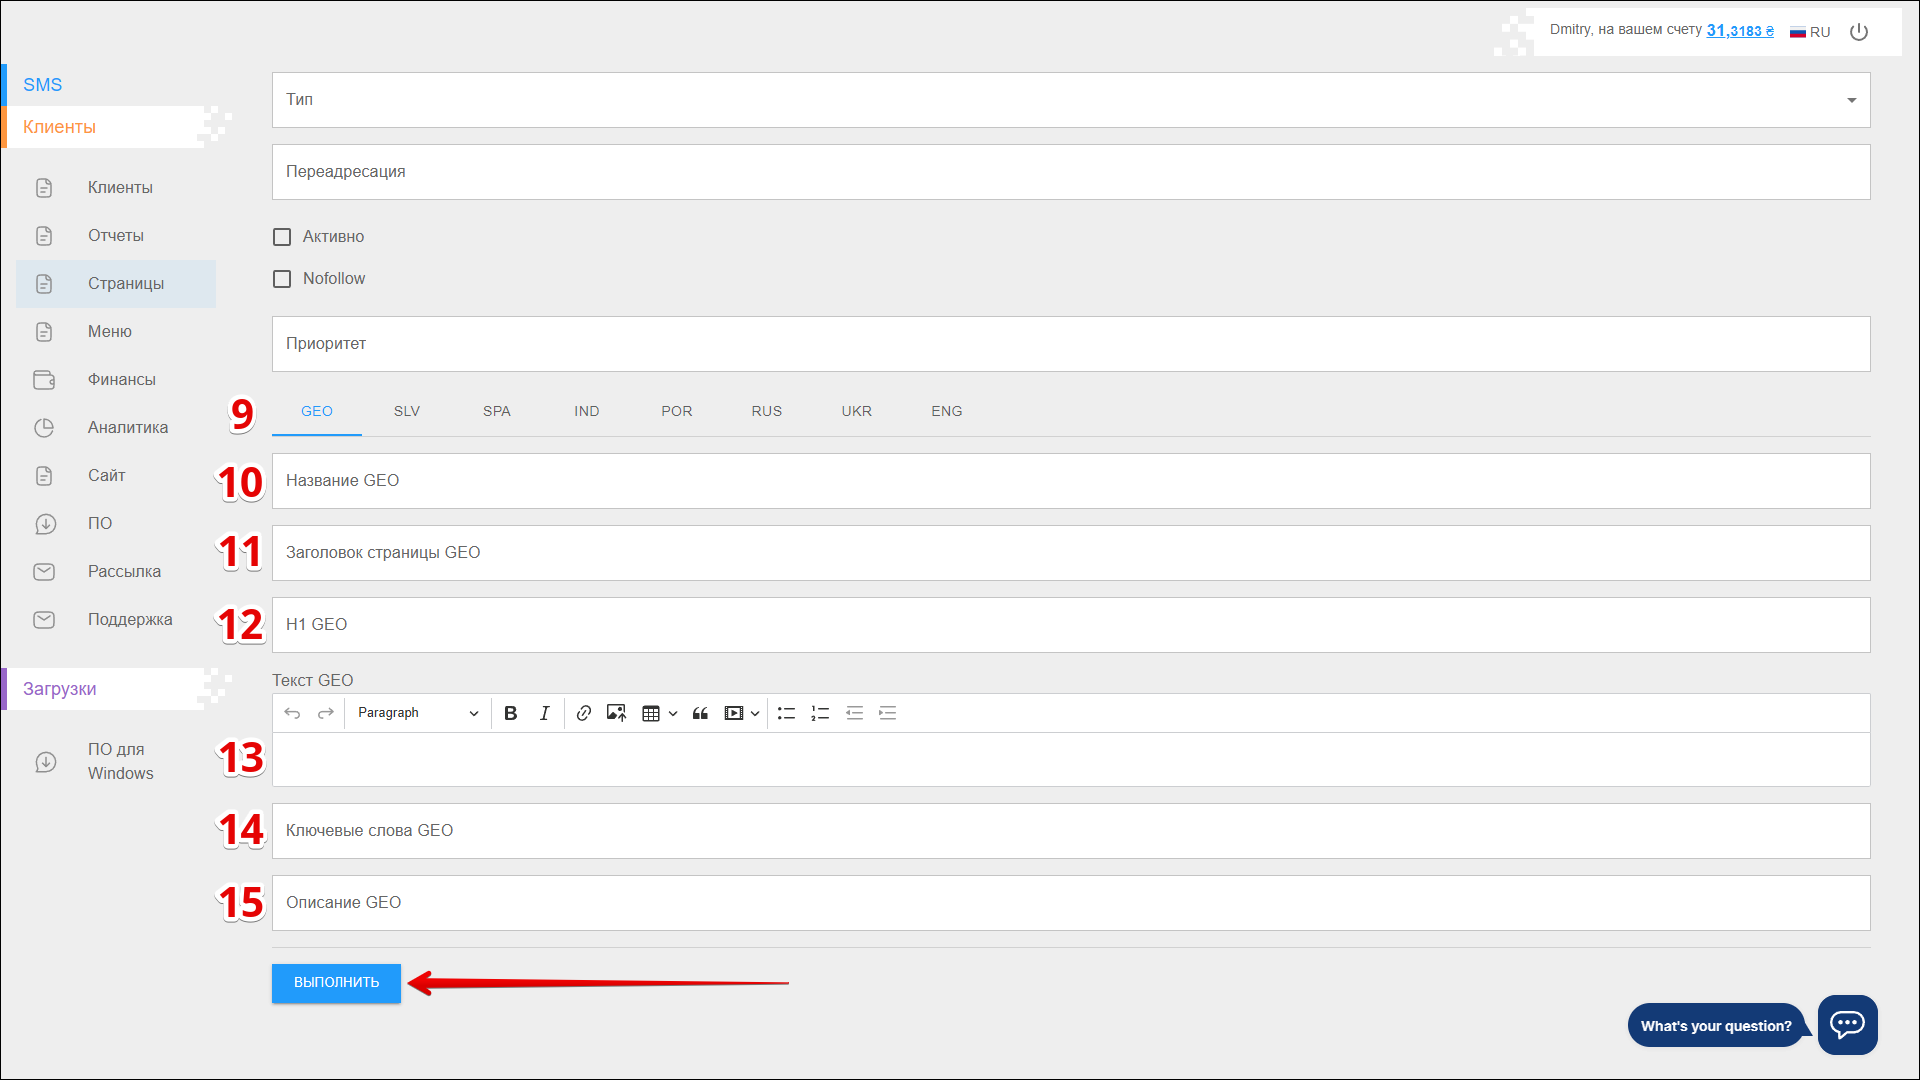 Dmitry, на вашем счету 31,3183 ₴ RU
SMS
Клиенты
Клиенты
Отчеты
Страницы
Меню
Финансы
Аналитика
Сайт
ПО
Рассылка
Поддержка
Загрузки
ПО для
Windows
Тип
Переадресация
Активно
Nofollow
Приоритет
9 GEO SLV SPA IND POR RUS UKR ENG
10 Название GEO
11 Заголовок страницы GEO
12 H1 GEO
Текст GEO
Paragraph B I
13
14 Ключевые слова GEO
15 Описание GEO
ВЫПОЛНИТЬ
What's your question?